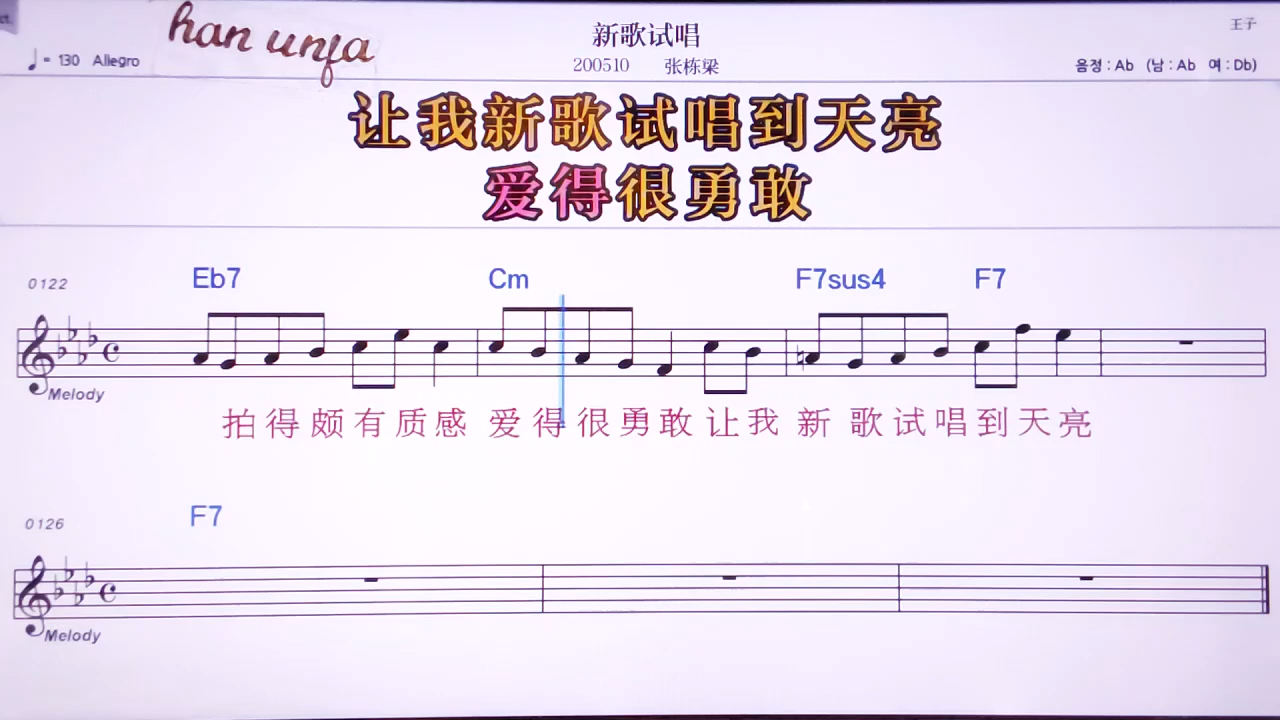 han unfa
新歌试唱
王子
♩= 130 Allegro
200510 张栋梁
음정 : Ab (남 : Ab 여 : Db)
让我新歌试唱到天亮
爱得很勇敢
0122
Eb7 Cm F7sus4 F7
Melody
拍得颇有质感 爱得很勇敢让我 新 歌试唱到天亮
0126
F7
Melody